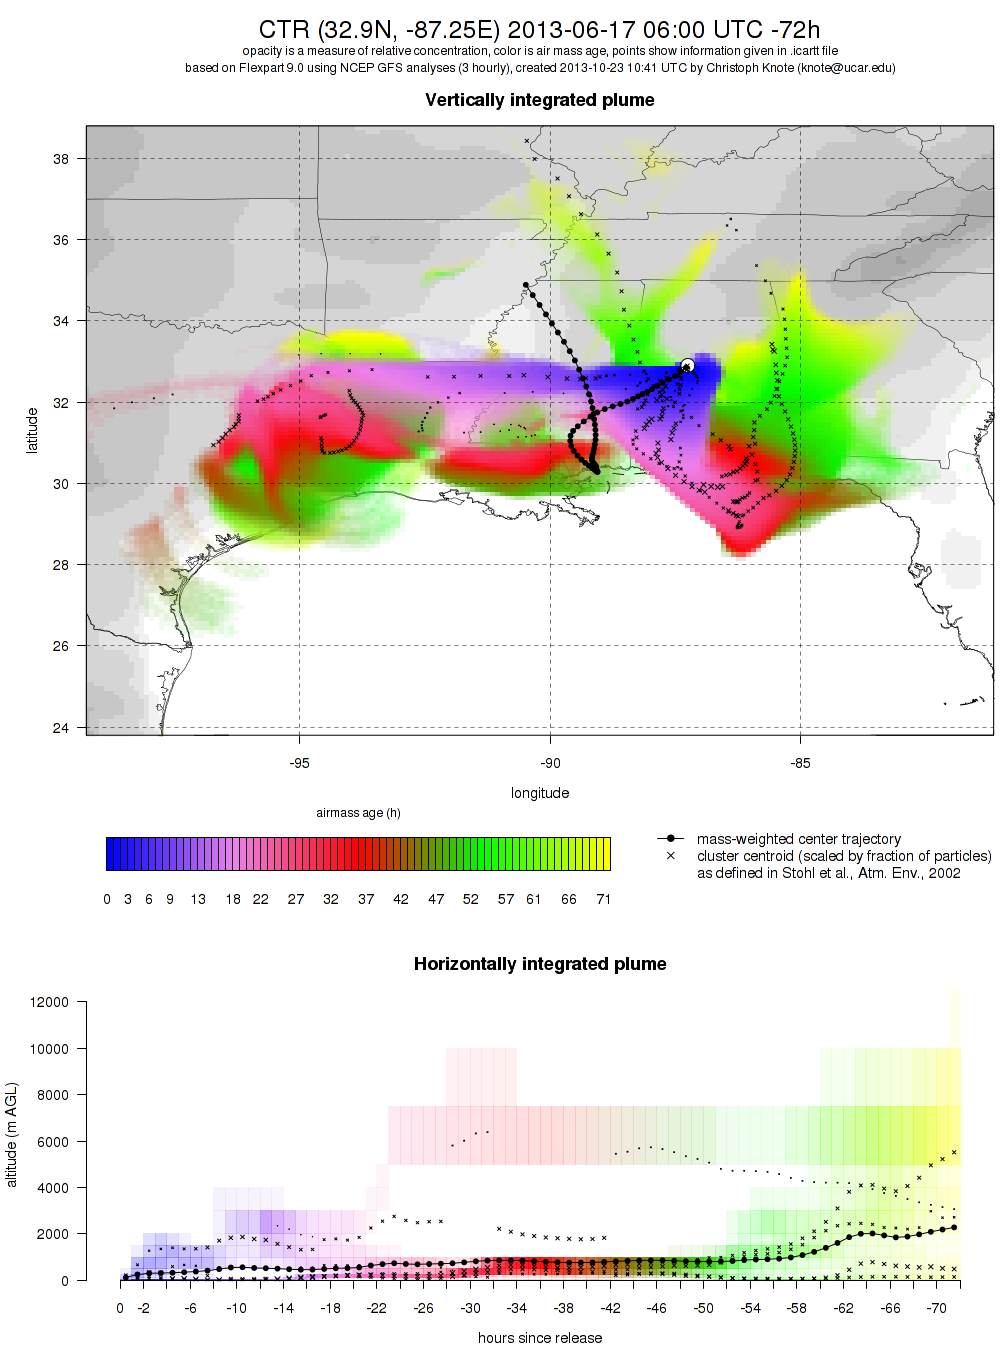 CTR (32.9N, -87.25E) 2013-06-17 06:00 UTC -72h
opacity is a measure of relative concentration, color is air mass age, points show information given in .icartt file
based on Flexpart 9.0 using NCEP GFS analyses (3 hourly), created 2013-10-23 10:41 UTC by Christoph Knote (knote@ucar.edu)
Vertically integrated plume
38
36
34
32
30
28
26
24
latitude
-95 -90 -85
longitude
airmass age (h)
0 3 6 9 13 18 22 27 32 37 42 47 52 57 61 66 71
mass-weighted center trajectory
cluster centroid (scaled by fraction of particles)
as defined in Stohl et al., Atm. Env., 2002
Horizontally integrated plume
12000
10000
8000
6000
4000
2000
0
altitude (m AGL)
0 -2 -6 -10 -14 -18 -22 -26 -30 -34 -38 -42 -46 -50 -54 -58 -62 -66 -70
hours since release